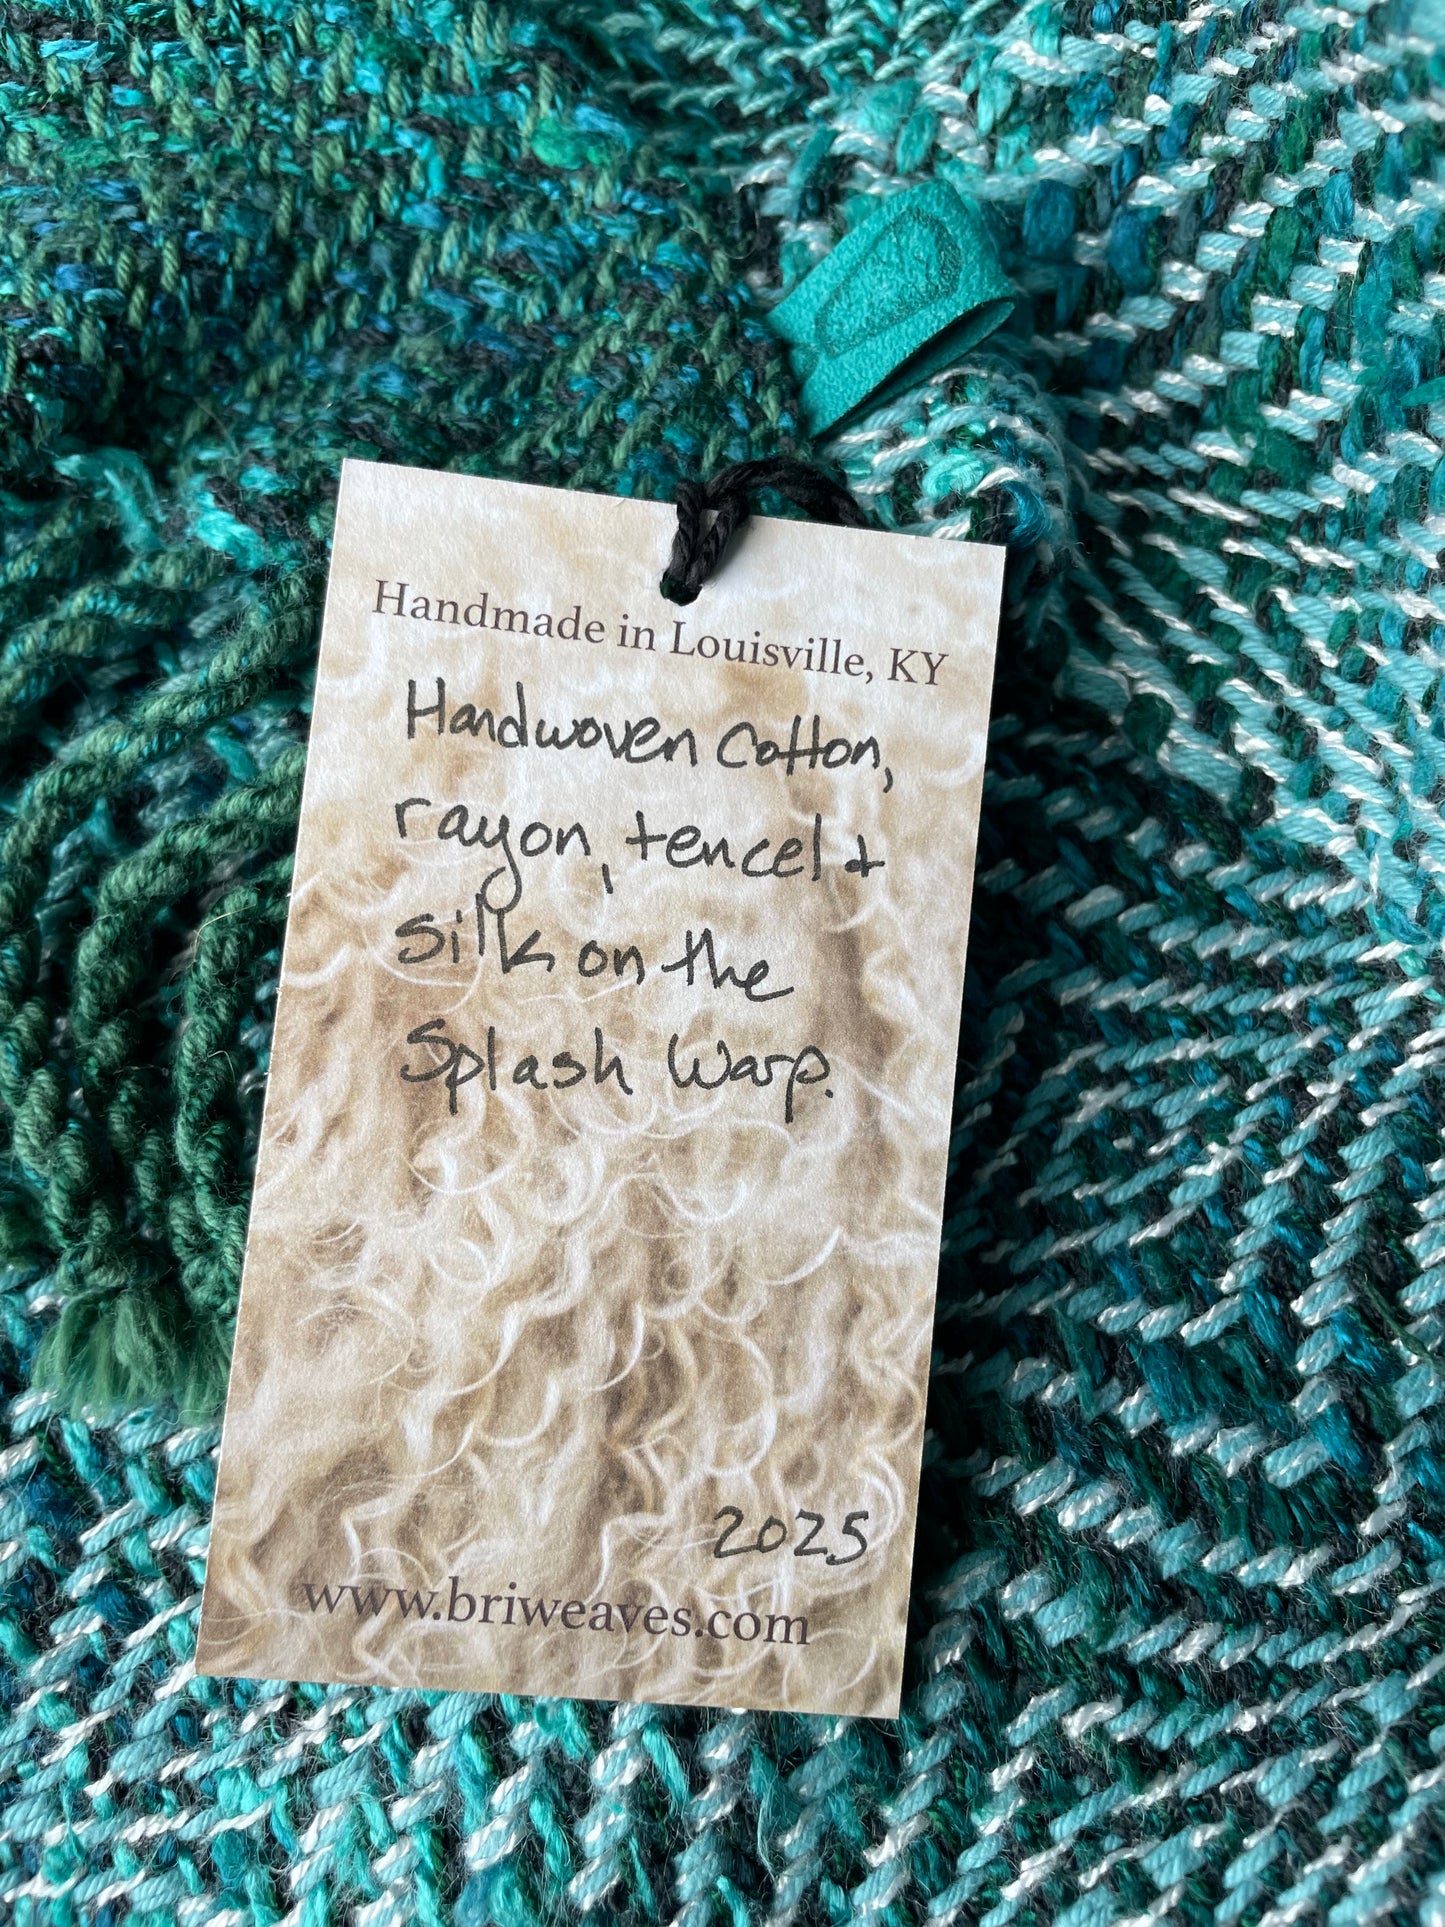 Handmade in Louisville, KY
Handwoven Cotton,
rayon, tencel +
silk on the
Splash Warp.
2025
www.briweaves.com